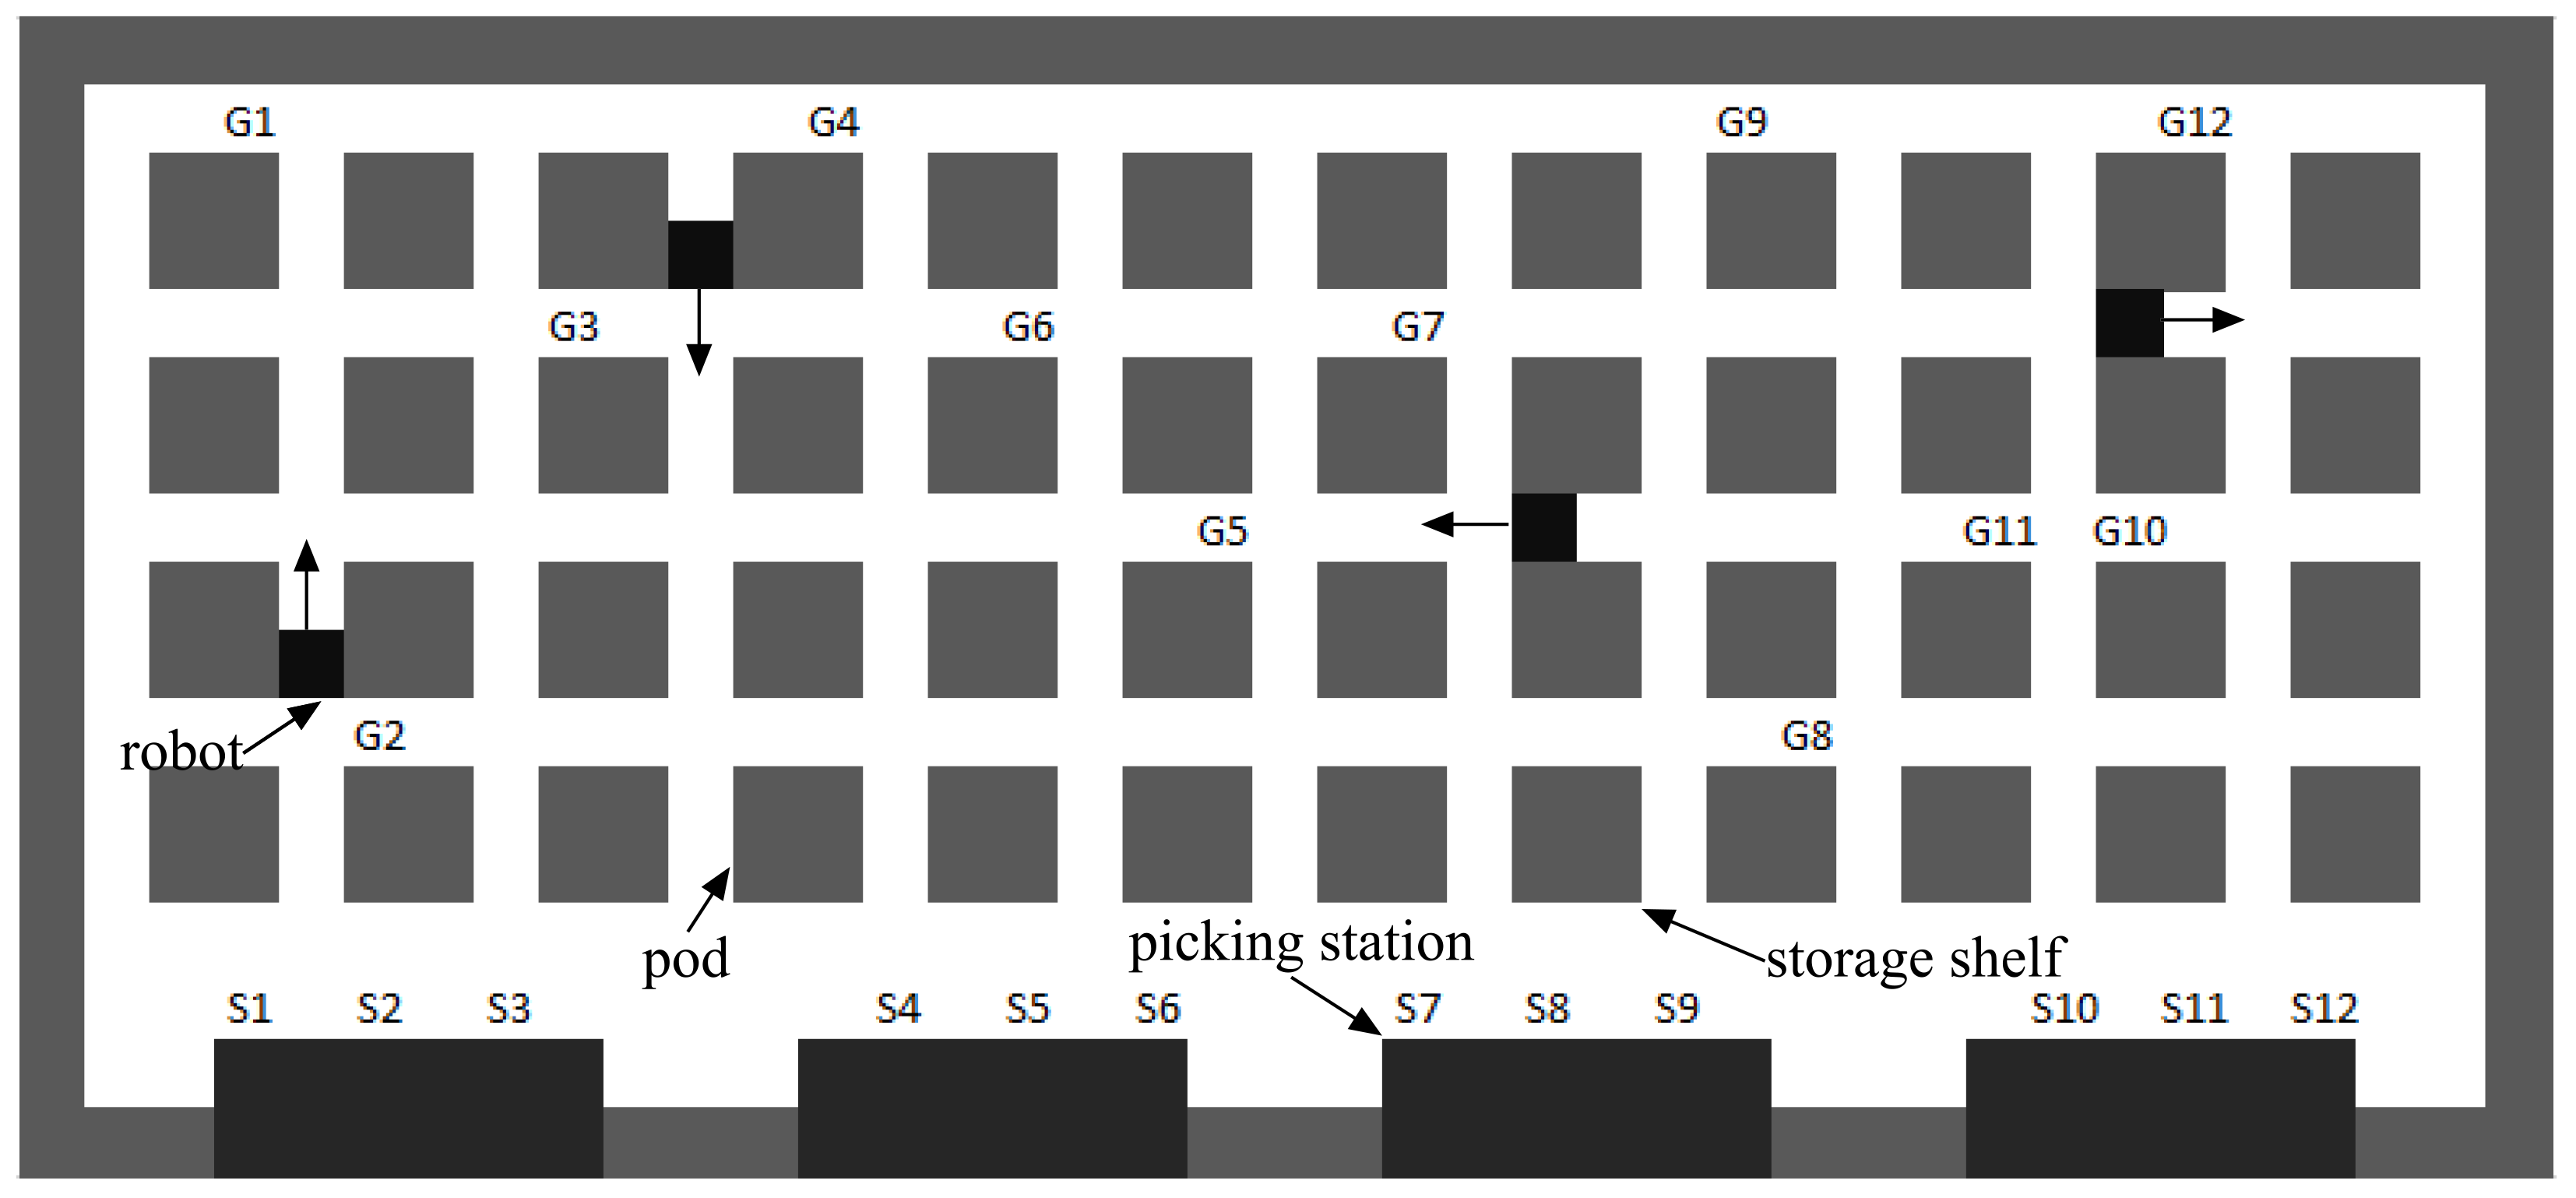 G1 G4 G9 G12
G3 G6 G7
G5 G11 G10
robot G2 G8
pod picking station storage shelf
S1 S2 S3 S4 S5 S6 S7 S8 S9 S10 S11 S12